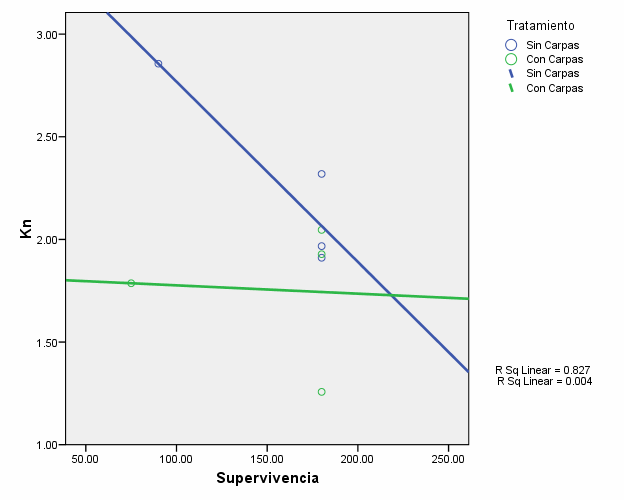 Tratamiento
Sin Carpas
Con Carpas
Sin Carpas
Con Carpas
3.00
2.50
2.00
1.50
1.00
Kn
50.00 100.00 150.00 200.00 250.00
Supervivencia
R Sq Linear = 0.827
R Sq Linear = 0.004